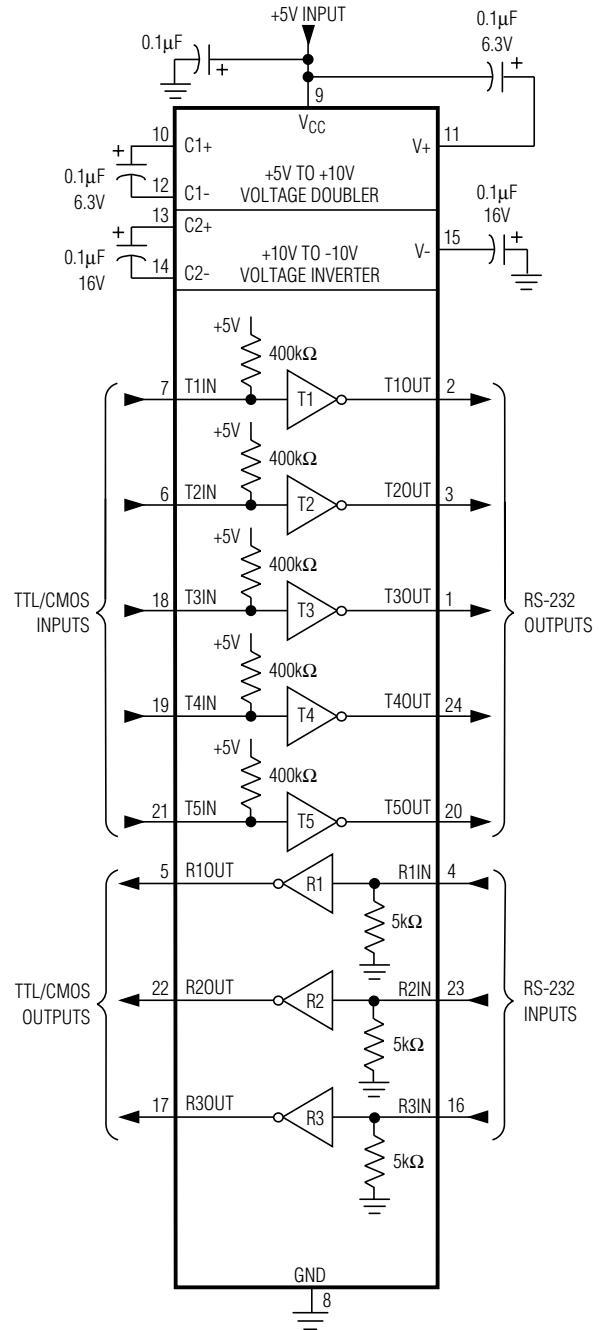 +5V INPUT
0.1µF
+
0.1µF
6.3V
+
9
VCC
10
C1+
V+
11
+
0.1µF
6.3V
12
C1-
+5V TO +10V
VOLTAGE DOUBLER
13
C2+
+
0.1µF
16V
14
C2-
+10V TO -10V
VOLTAGE INVERTER
V-
15
0.1µF
16V
+
+5V
400kΩ
7
T1IN
T1
T1OUT
2
+5V
400kΩ
6
T2IN
T2
T2OUT
3
+5V
400kΩ
TTL/CMOS
INPUTS
18
T3IN
T3
T3OUT
1
RS-232
OUTPUTS
+5V
400kΩ
19
T4IN
T4
T4OUT
24
+5V
400kΩ
21
T5IN
T5
T5OUT
20
5
R1OUT
R1
R1IN
4
5kΩ
TTL/CMOS
OUTPUTS
22
R2OUT
R2
R2IN
23
RS-232
INPUTS
5kΩ
17
R3OUT
R3
R3IN
16
5kΩ
GND
8